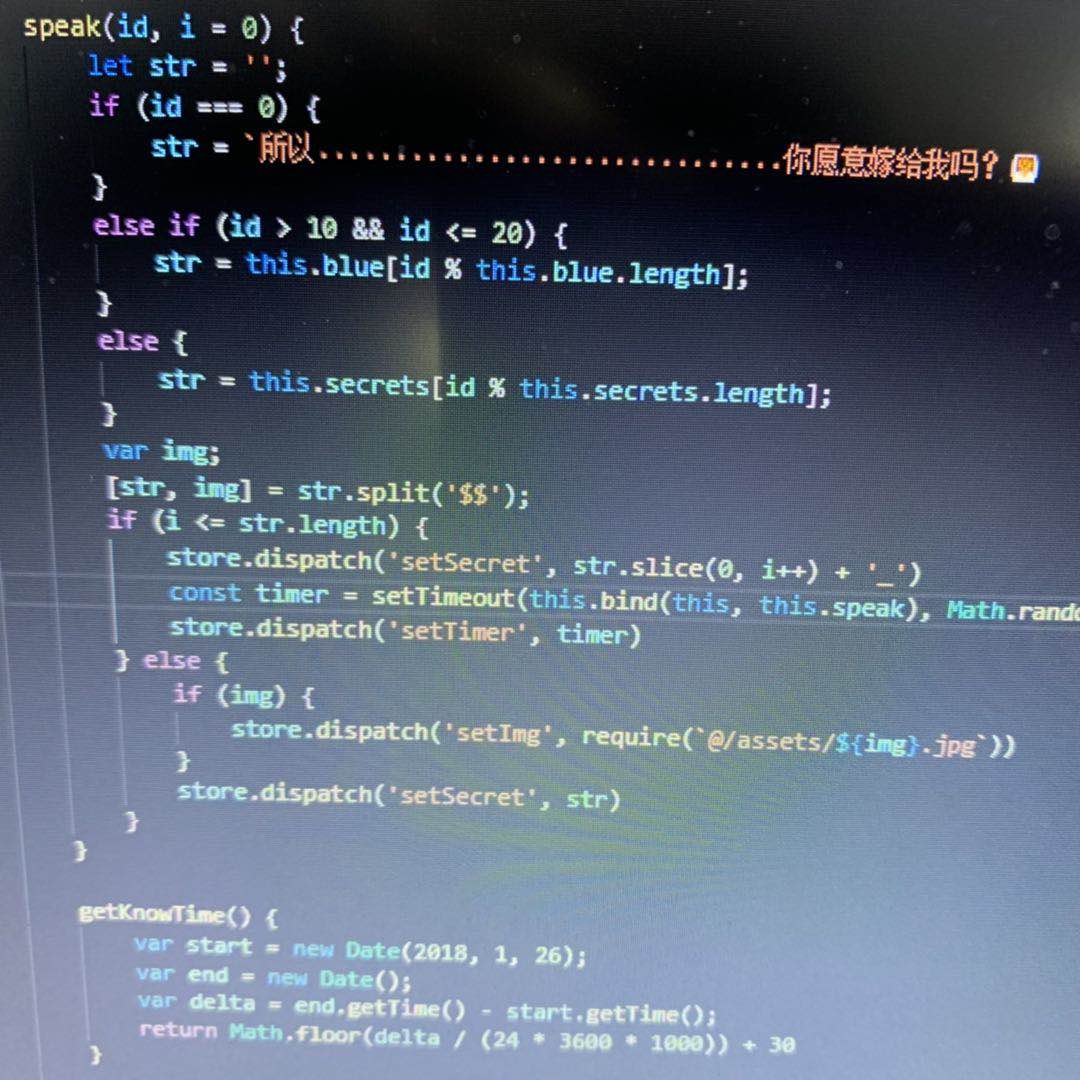 speak(id, i = 0) {
let str = '';
if (id === 0) {
str = `所以..............................你愿意嫁给我吗?
}
else if (id > 10 && id <= 20) {
str = this.blue[id % this.blue.length];
}
else {
str = this.secrets[id % this.secrets.length];
}
var img;
[str, img] = str.split('$$');
if (i <= str.length) {
store.dispatch('setSecret', str.slice(0, i++) + '_')
const timer = setTimeout(this.bind(this, this.speak), Math.rando
store.dispatch('setTimer', timer)
} else {
if (img) {
store.dispatch('setImg', require(`@/assets/${img}.jpg`))
}
store.dispatch('setSecret', str)
}
}
getKnowTime() {
var start = new Date(2018, 1, 26);
var end = new Date();
var delta = end.getTime() - start.getTime();
return Math.floor(delta / (24 * 3600 * 1000)) + 30
}